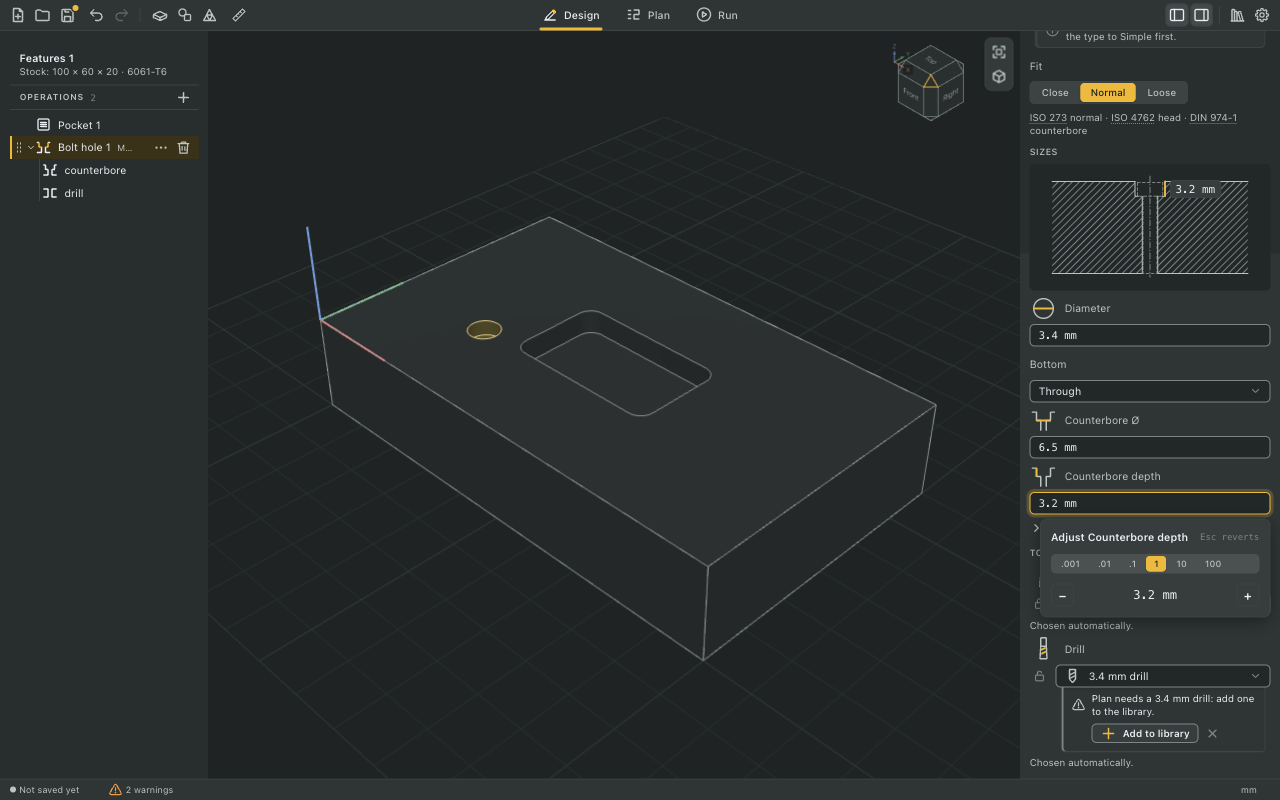 Design
Plan
Run
Features 1
Stock: 100 × 60 × 20 · 6061-T6
OPERATIONS 2
Pocket 1
Bolt hole 1 M...
counterbore
drill
Z
Top
Front
Right
the type to Simple first.
Fit
Close
Normal
Loose
ISO 273 normal · ISO 4762 head · DIN 974-1
counterbore
SIZES
3.2 mm
Diameter
3.4 mm
Bottom
Through
Counterbore Ø
6.5 mm
Counterbore depth
3.2 mm
Adjust Counterbore depth
Esc reverts
.001
.01
.1
1
10
100
−
3.2 mm
+
Chosen automatically.
Drill
3.4 mm drill
Plan needs a 3.4 mm drill: add one
to the library.
Add to library
Chosen automatically.
Not saved yet
2 warnings
mm